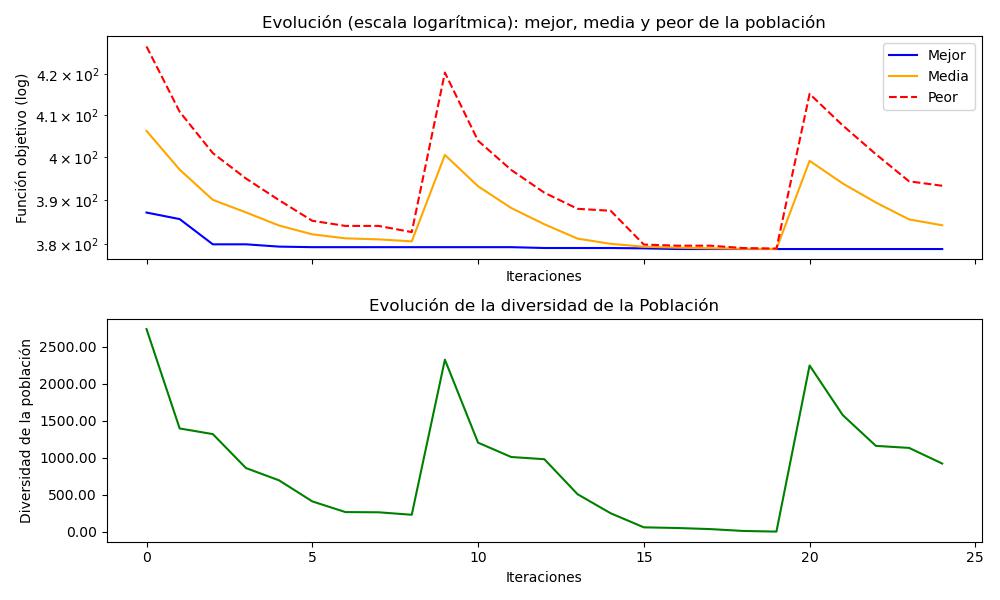 Evolución (escala logarítmica): mejor, media y peor de la población
Función objetivo (log)
4.2 × 10²
4.1 × 10²
4 × 10²
3.9 × 10²
3.8 × 10²
Mejor
Media
Peor
Iteraciones
Evolución de la diversidad de la Población
Diversidad de la población
2500.00
2000.00
1500.00
1000.00
500.00
0.00
0 5 10 15 20 25
Iteraciones